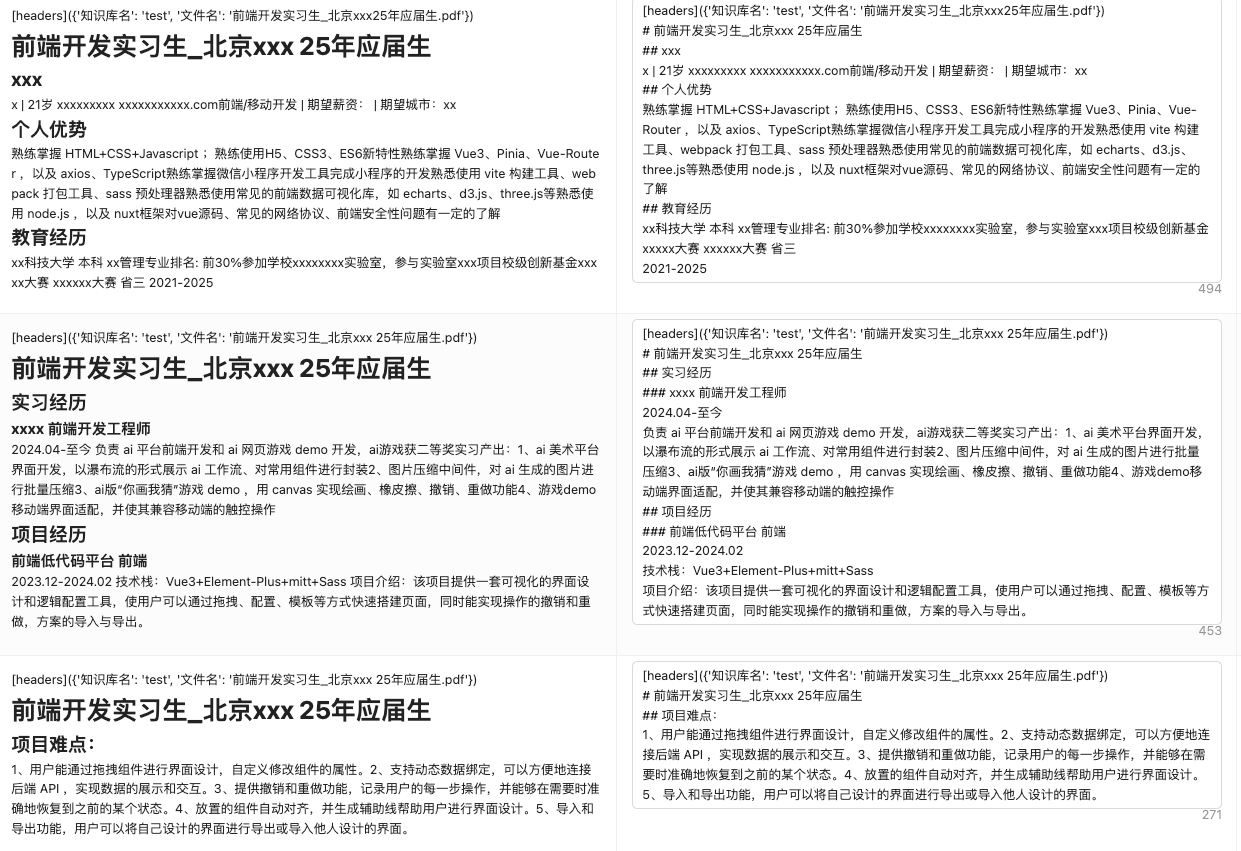 [headers]({'知识库名': 'test', '文件名': '前端开发实习生_北京xxx25年应届生.pdf'})
前端开发实习生_北京xxx 25年应届生
xxx
x | 21岁 xxxxxxxxx xxxxxxxxxxx.com前端/移动开发 | 期望薪资： | 期望城市：xx
个人优势
熟练掌握 HTML+CSS+Javascript ； 熟练使用H5、CSS3、ES6新特性熟练掌握 Vue3、Pinia、Vue-Route
r ，以及 axios、TypeScript熟练掌握微信小程序开发工具完成小程序的开发熟悉使用 vite 构建工具、web
pack 打包工具、sass 预处理器熟悉使用常见的前端数据可视化库，如 echarts、d3.js、three.js等熟悉使
用 node.js ，以及 nuxt框架对vue源码、常见的网络协议、前端安全性问题有一定的了解
教育经历
xx科技大学 本科 xx管理专业排名: 前30%参加学校xxxxxxxx实验室，参与实验室xxx项目校级创新基金xxx
xx大赛 xxxxxx大赛 省三 2021-2025
[headers]({'知识库名': 'test', '文件名': '前端开发实习生_北京xxx25年应届生.pdf'})
# 前端开发实习生_北京xxx 25年应届生
## xxx
x | 21岁 xxxxxxxxx xxxxxxxxxxx.com前端/移动开发 | 期望薪资： | 期望城市：xx
## 个人优势
熟练掌握 HTML+CSS+Javascript ； 熟练使用H5、CSS3、ES6新特性熟练掌握 Vue3、Pinia、Vue-
Router ，以及 axios、TypeScript熟练掌握微信小程序开发工具完成小程序的开发熟悉使用 vite 构建
工具、webpack 打包工具、sass 预处理器熟悉使用常见的前端数据可视化库，如 echarts、d3.js、
three.js等熟悉使用 node.js ，以及 nuxt框架对vue源码、常见的网络协议、前端安全性问题有一定的
了解
## 教育经历
xx科技大学 本科 xx管理专业排名: 前30%参加学校xxxxxxxx实验室，参与实验室xxx项目校级创新基金
xxxxx大赛 xxxxxx大赛 省三
2021-2025
494
[headers]({'知识库名': 'test', '文件名': '前端开发实习生_北京xxx 25年应届生.pdf'})
前端开发实习生_北京xxx 25年应届生
实习经历
xxxx 前端开发工程师
2024.04-至今 负责 ai 平台前端开发和 ai 网页游戏 demo 开发，ai游戏获二等奖实习产出：1、ai 美术平台
界面开发，以瀑布流的形式展示 ai 工作流、对常用组件进行封装2、图片压缩中间件，对 ai 生成的图片进
行批量压缩3、ai版“你画我猜”游戏 demo ，用 canvas 实现绘画、橡皮擦、撤销、重做功能4、游戏demo
移动端界面适配，并使其兼容移动端的触控操作
项目经历
前端低代码平台 前端
2023.12-2024.02 技术栈：Vue3+Element-Plus+mitt+Sass 项目介绍：该项目提供一套可视化的界面设
计和逻辑配置工具，使用户可以通过拖拽、配置、模板等方式快速搭建页面，同时能实现操作的撤销和重
做，方案的导入与导出。
[headers]({'知识库名': 'test', '文件名': '前端开发实习生_北京xxx 25年应届生.pdf'})
# 前端开发实习生_北京xxx 25年应届生
## 实习经历
### xxxx 前端开发工程师
2024.04-至今
负责 ai 平台前端开发和 ai 网页游戏 demo 开发，ai游戏获二等奖实习产出：1、ai 美术平台界面开发，
以瀑布流的形式展示 ai 工作流、对常用组件进行封装2、图片压缩中间件，对 ai 生成的图片进行批量
压缩3、ai版“你画我猜”游戏 demo ，用 canvas 实现绘画、橡皮擦、撤销、重做功能4、游戏demo移
动端界面适配，并使其兼容移动端的触控操作
## 项目经历
### 前端低代码平台 前端
2023.12-2024.02
技术栈：Vue3+Element-Plus+mitt+Sass
项目介绍：该项目提供一套可视化的界面设计和逻辑配置工具，使用户可以通过拖拽、配置、模板等方
式快速搭建页面，同时能实现操作的撤销和重做，方案的导入与导出。
453
[headers]({'知识库名': 'test', '文件名': '前端开发实习生_北京xxx 25年应届生.pdf'})
前端开发实习生_北京xxx 25年应届生
项目难点：
1、用户能通过拖拽组件进行界面设计，自定义修改组件的属性。2、支持动态数据绑定，可以方便地连接
后端 API ，实现数据的展示和交互。3、提供撤销和重做功能，记录用户的每一步操作，并能够在需要时准
确地恢复到之前的某个状态。4、放置的组件自动对齐，并生成辅助线帮助用户进行界面设计。5、导入和
导出功能，用户可以将自己设计的界面进行导出或导入他人设计的界面。
[headers]({'知识库名': 'test', '文件名': '前端开发实习生_北京xxx 25年应届生.pdf'})
# 前端开发实习生_北京xxx 25年应届生
## 项目难点：
1、用户能通过拖拽组件进行界面设计，自定义修改组件的属性。2、支持动态数据绑定，可以方便地连
接后端 API ，实现数据的展示和交互。3、提供撤销和重做功能，记录用户的每一步操作，并能够在需
要时准确地恢复到之前的某个状态。4、放置的组件自动对齐，并生成辅助线帮助用户进行界面设计。
5、导入和导出功能，用户可以将自己设计的界面进行导出或导入他人设计的界面。
271